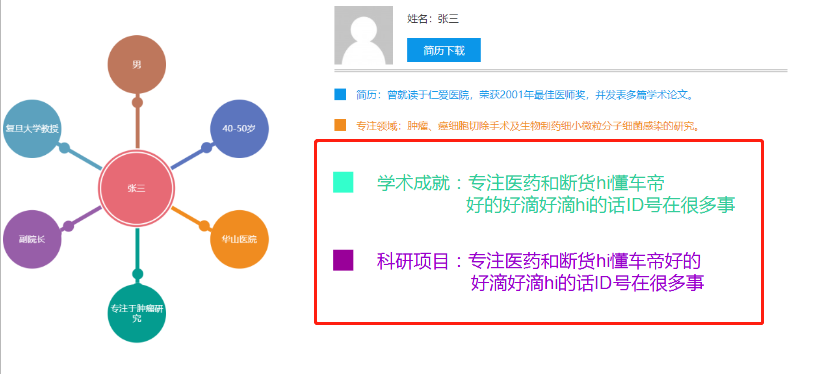 男
复旦大学教授
40-50岁
张三
副院长
华山医院
专注于肿瘤研
究
姓名：张三
简历下载
简历：曾就读于仁爱医院，荣获2001年最佳医师奖，并发表多篇学术论文。
专注领域：肿瘤、癌细胞切除手术及生物制药细小微粒分子细菌感染的研究。
学术成就：专注医药和断货hi懂车帝
好的好滴好滴hi的话ID号在很多事
科研项目：专注医药和断货hi懂车帝好的
好滴好滴hi的话ID号在很多事